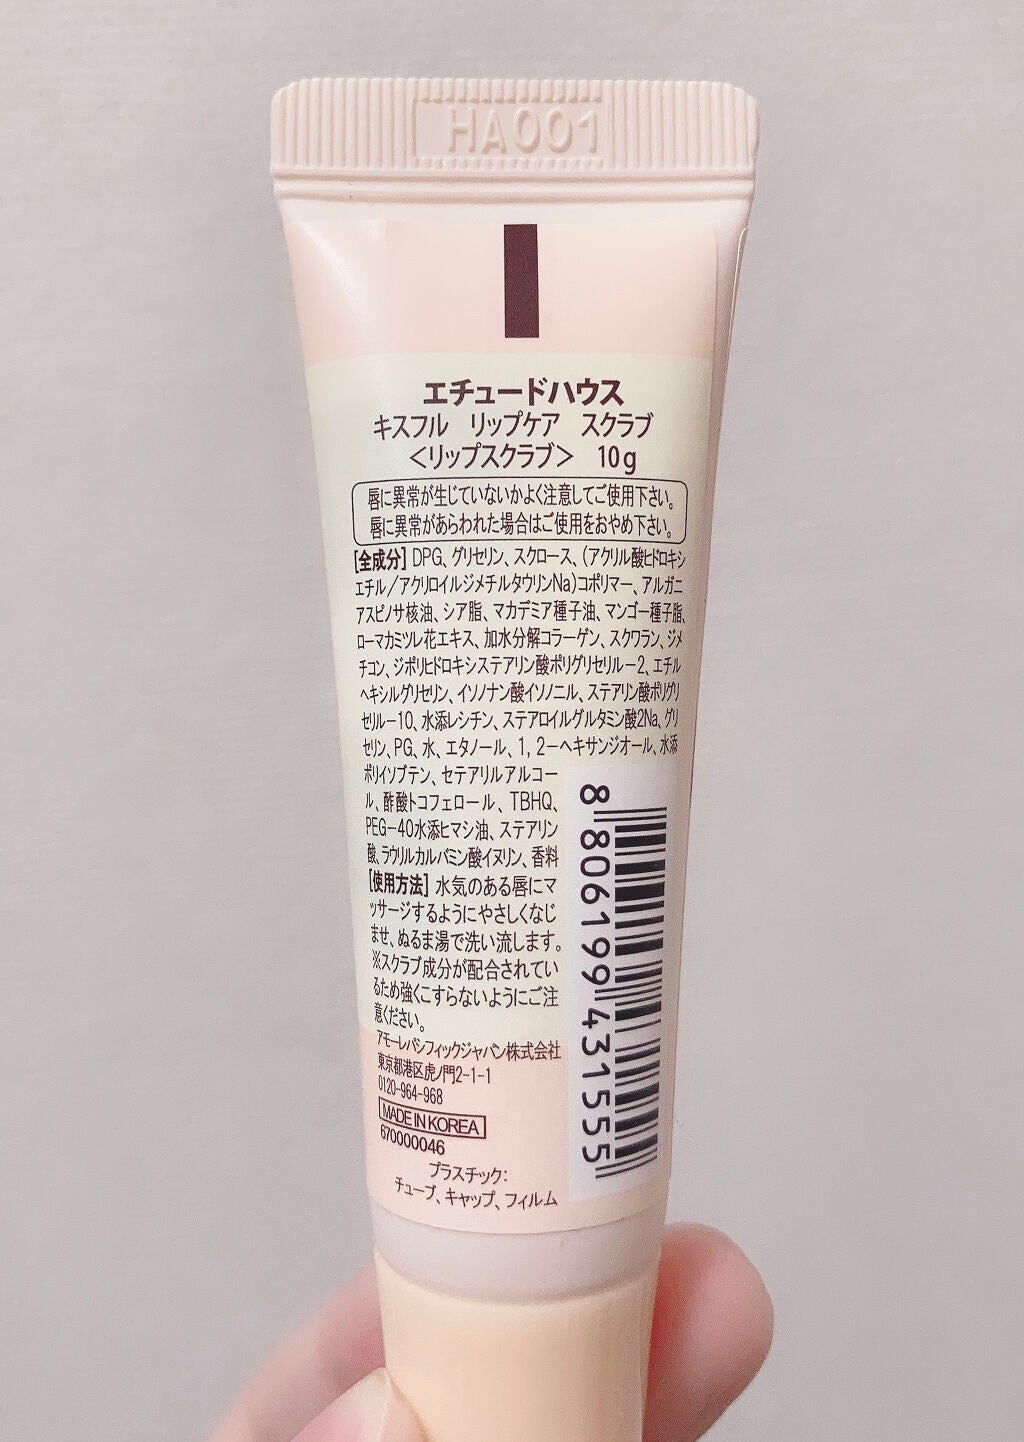 HA001
エチュードハウス
キスフル リップケア スクラブ
<リップスクラブ> 10g
唇に異常が生じていないかよく注意してご使用下さい。
唇に異常があらわれた場合はご使用をおやめ下さい。
[全成分] DPG、グリセリン、スクロース、(アクリル酸ヒドロキシ
エチル/アクリロイルジメチルタウリンNa)コポリマー、アルガニ
アスピノサ核油、シア脂、マカデミア種子油、マンゴー種子脂、
ローマカミツレ花エキス、加水分解コラーゲン、スクワラン、ジメ
チコン、ジポリヒドロキシステアリン酸ポリグリセリル-2、エチル
ヘキシルグリセリン、イソノナン酸イソノニル、ステアリン酸ポリグリ
セリル-10、水添レシチン、ステアロイルグルタミン酸2Na、グリ
セリン、PG、水、エタノール、1,2-ヘキサンジオール、水添
ポリイソブテン、セテアリルアルコー
ル、酢酸トコフェロール、TBHQ、
PEG-40水添ヒマシ油、ステアリン
酸、ラウリルカルバミン酸イヌリン、香料
[使用方法] 水気のある唇にマ
ッサージするようにやさしくなじ
ませ、ぬるま湯で洗い流します。
※スクラブ成分が配合されてい
るため強くこすらないようにご注
意ください。
アモーレパシフィックジャパン株式会社
東京都港区虎ノ門2-1-1
0120-964-968
MADE IN KOREA
670000046
プラスチック:
チューブ、キャップ、フィルム
8 806199 431555